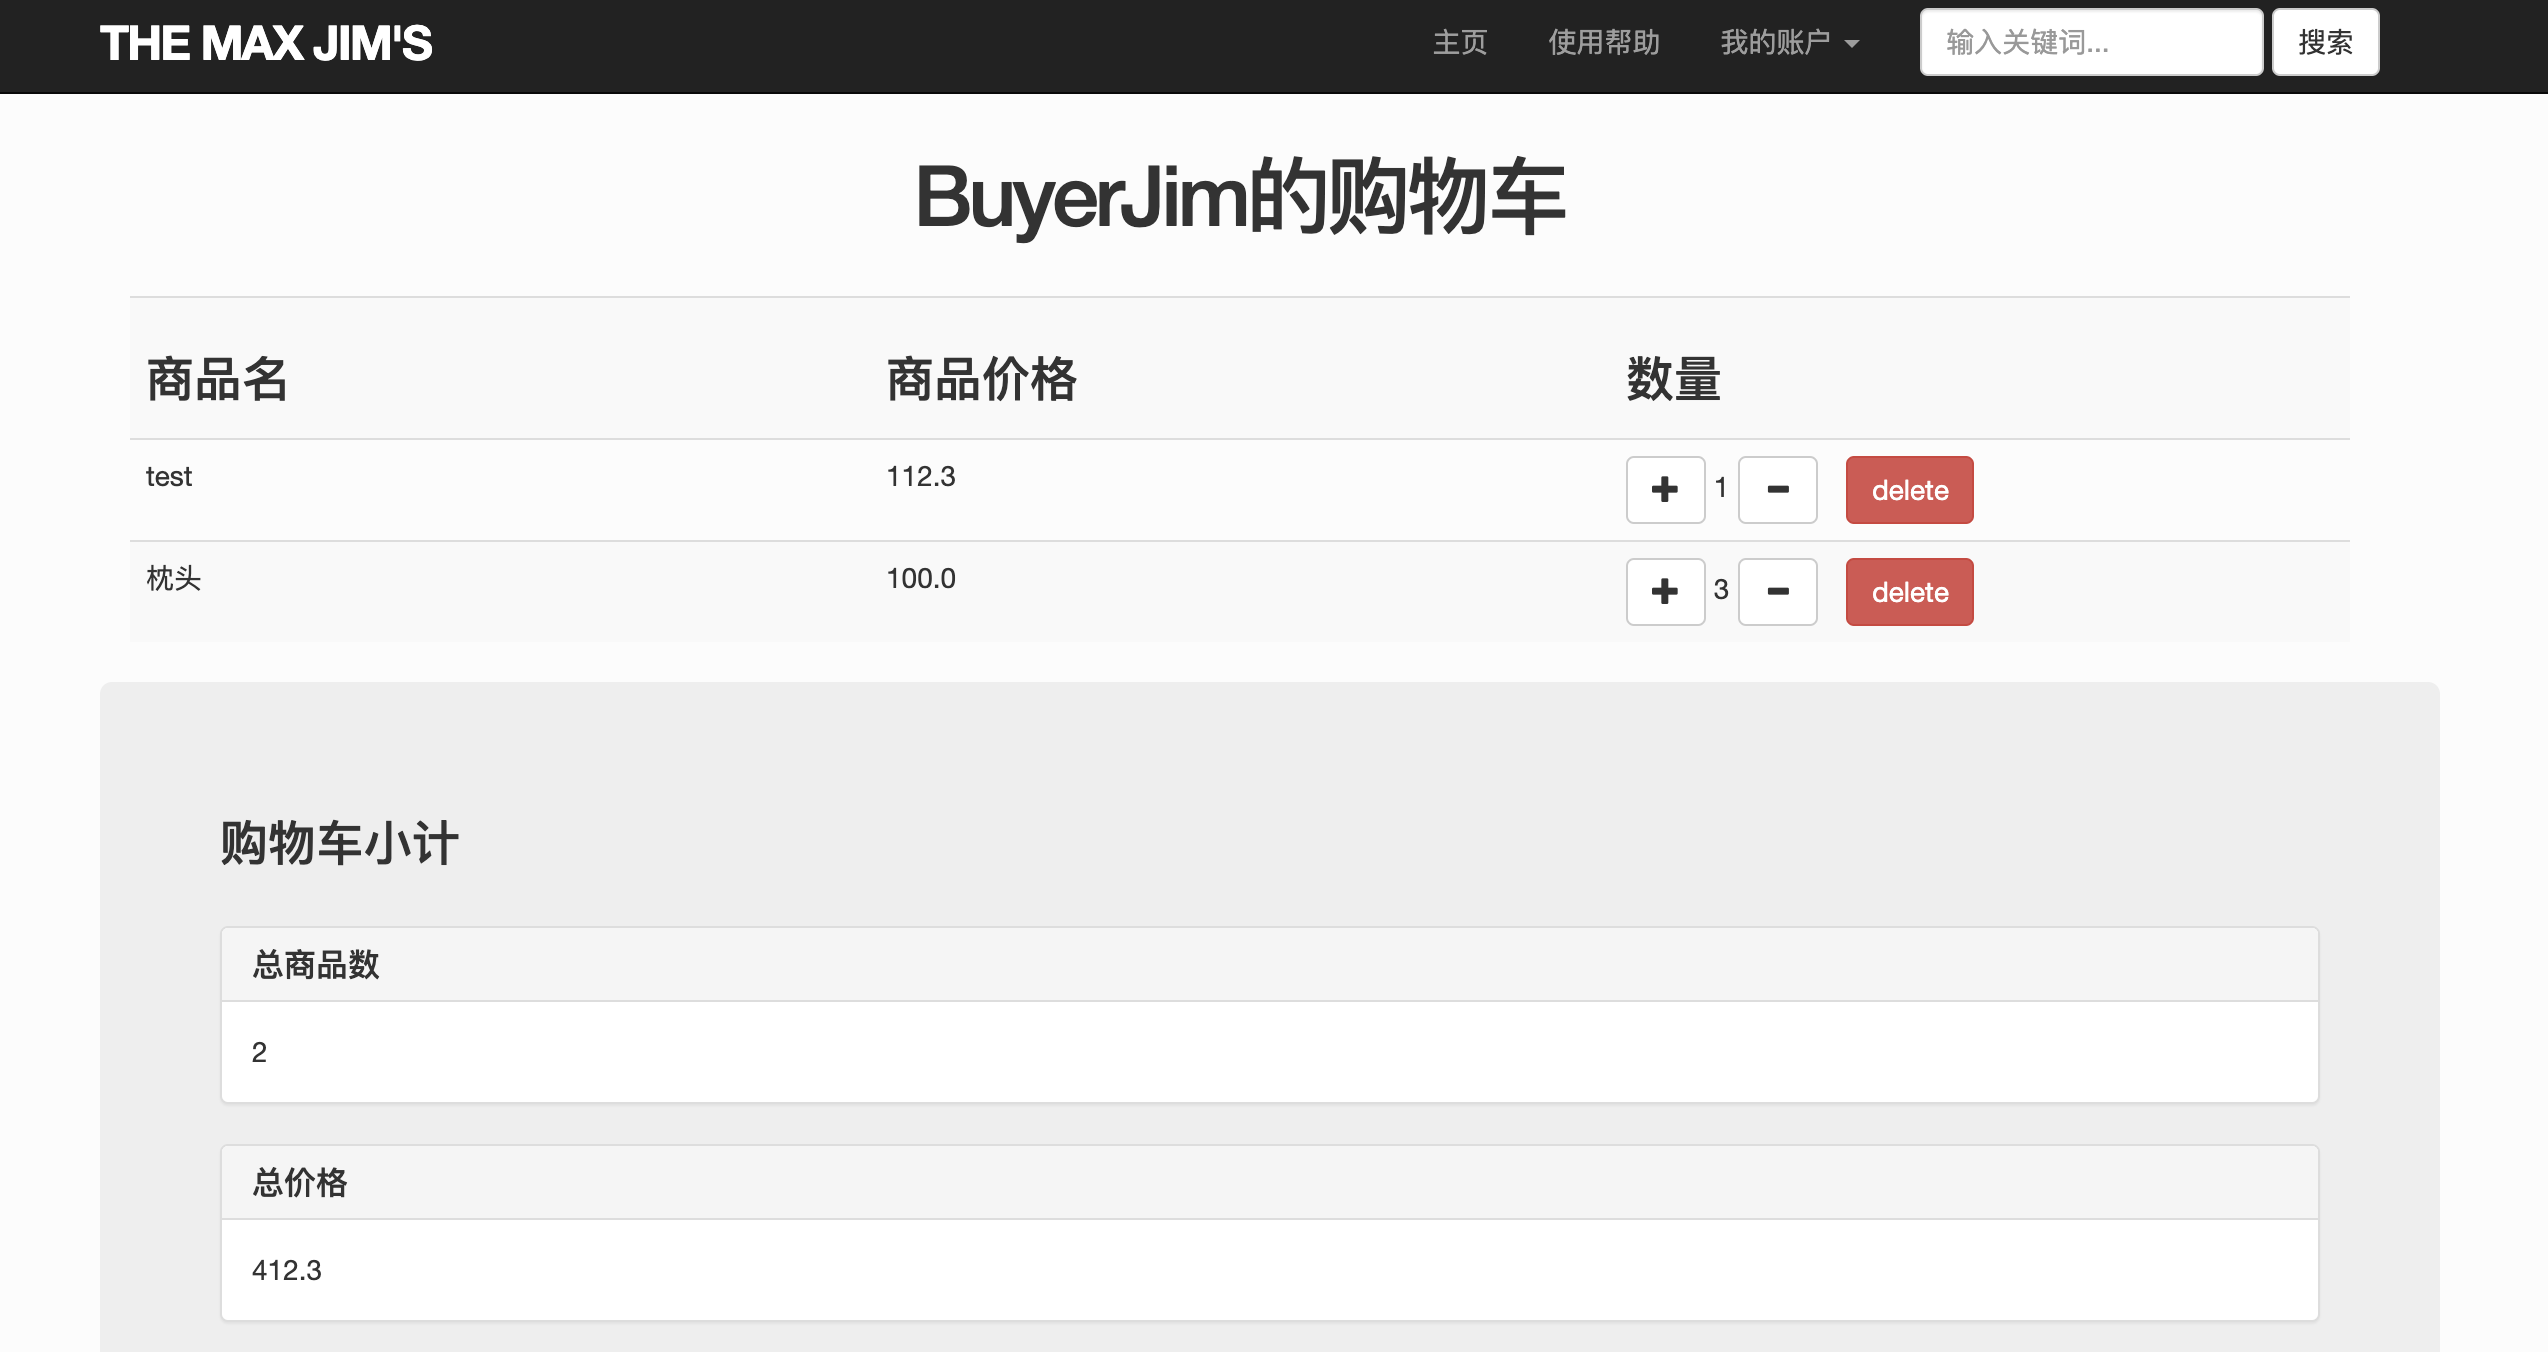 THE MAX JIM'S 主页 使用帮助 我的账户 输入关键词... 搜索
BuyerJim的购物车
商品名 商品价格 数量
test 112.3 1 delete
枕头 100.0 3 delete
购物车小计
总商品数
2
总价格
412.3